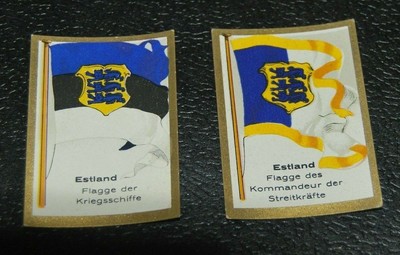 Estland
Flagge der
Kriegsschiffe
Estland
Flagge des
Kommandeur der
Streitkräfte